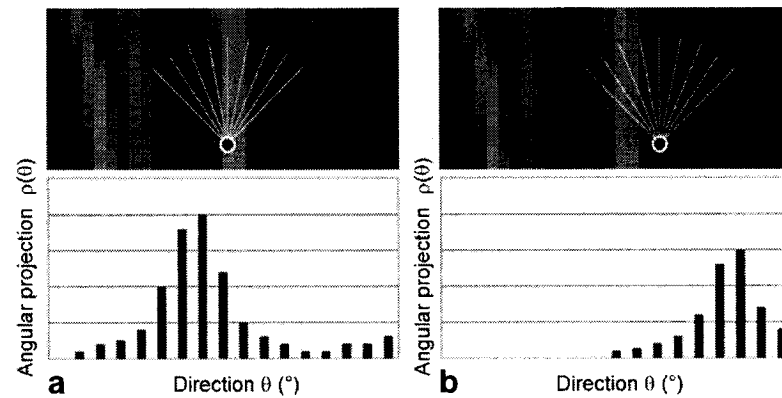 Angular projection ρ(θ)
a
Direction θ (°)
Angular projection ρ(θ)
b
Direction θ (°)